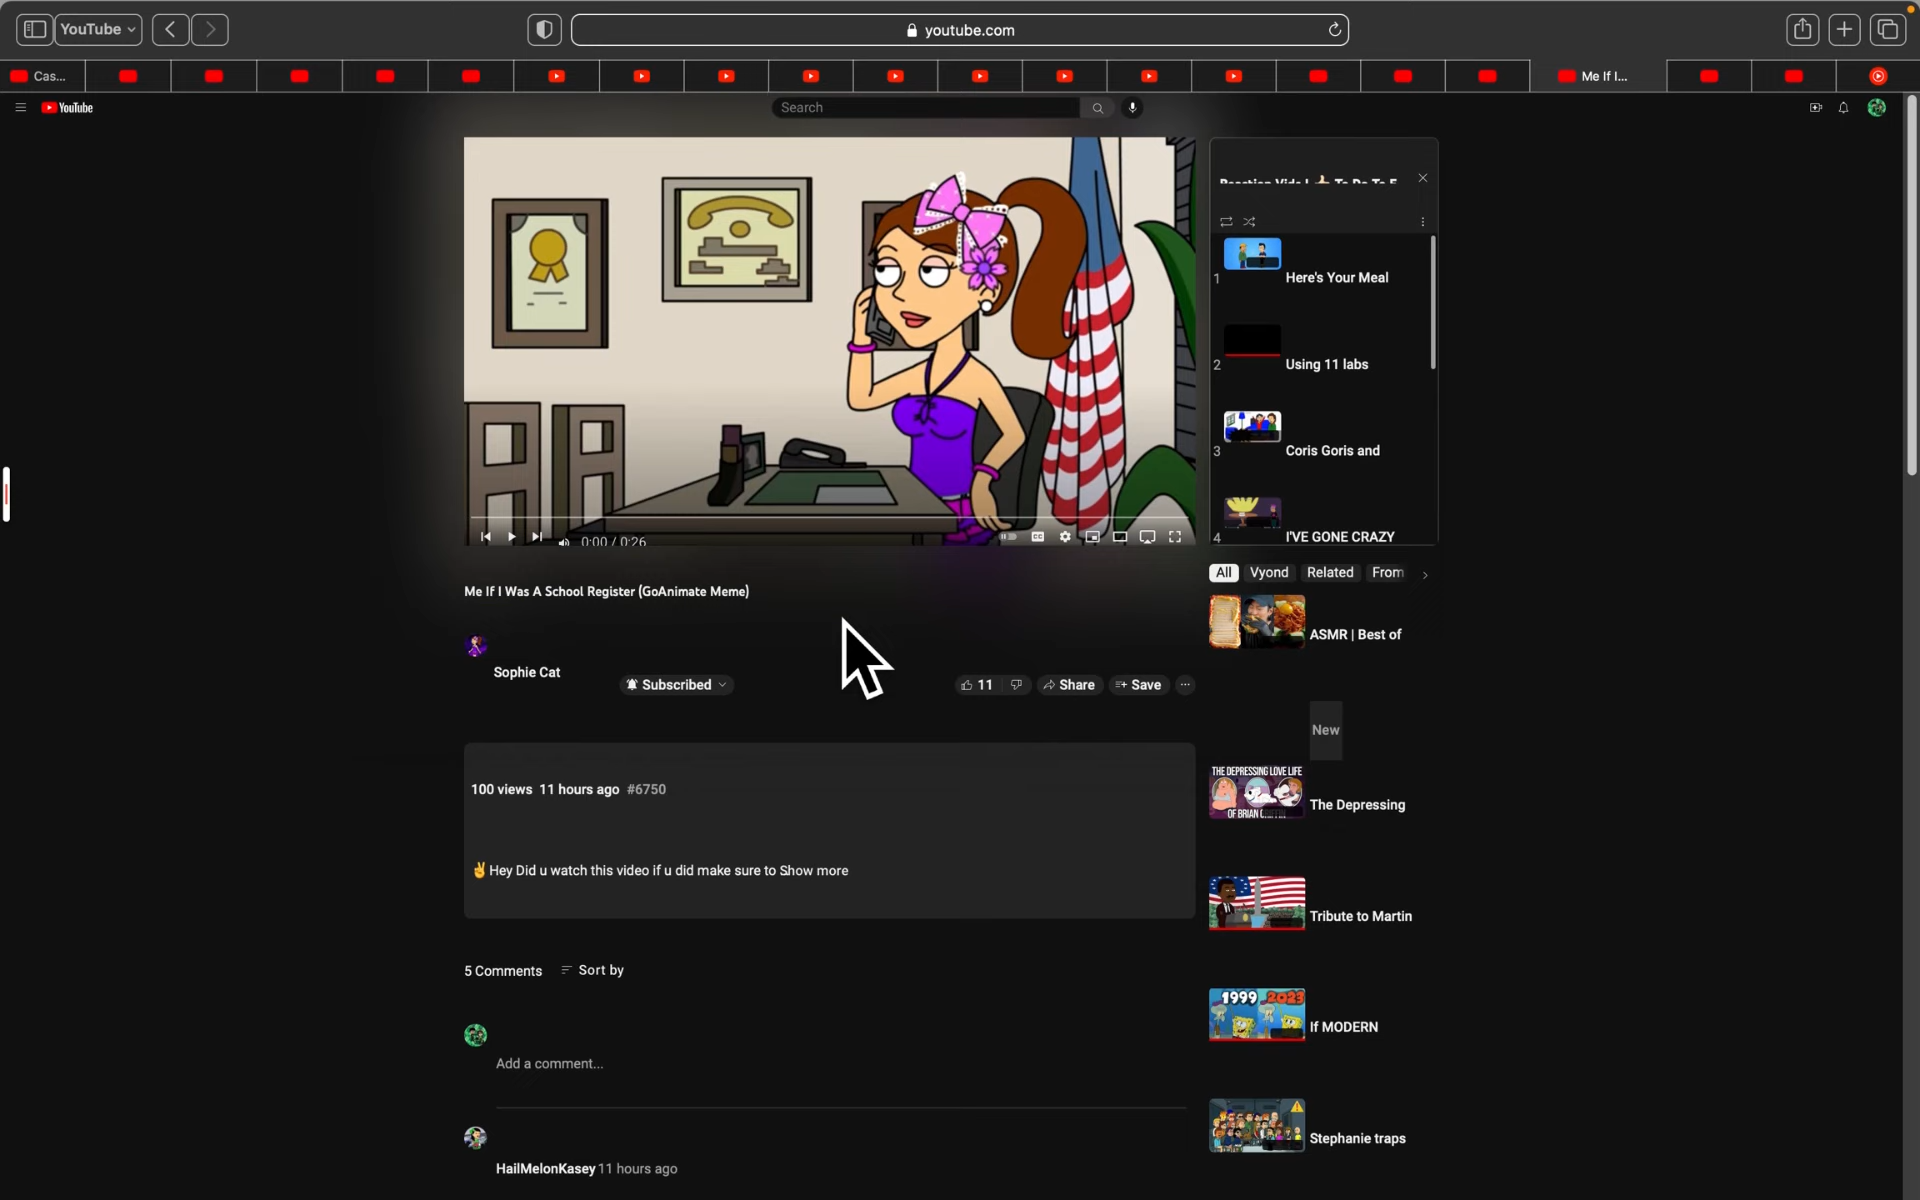 YouTube
youtube.com
Cas...
Me If I...
YouTube
Search
0:00 / 0:26
Me If I Was A School Register (GoAnimate Meme)
Sophie Cat
Subscribed
11
Share
Save
100 views 11 hours ago #6750
✌Hey Did u watch this video if u did make sure to Show more
5 Comments
Sort by
Add a comment...
HailMelonKasey 11 hours ago
1
Here's Your Meal
2
Using 11 labs
3
Coris Goris and
4
I'VE GONE CRAZY
All
Vyond
Related
From
ASMR | Best of
New
THE DEPRESSING LOVE LIFE
OF BRIAN
The Depressing
Tribute to Martin
1999 2023
If MODERN
Stephanie traps